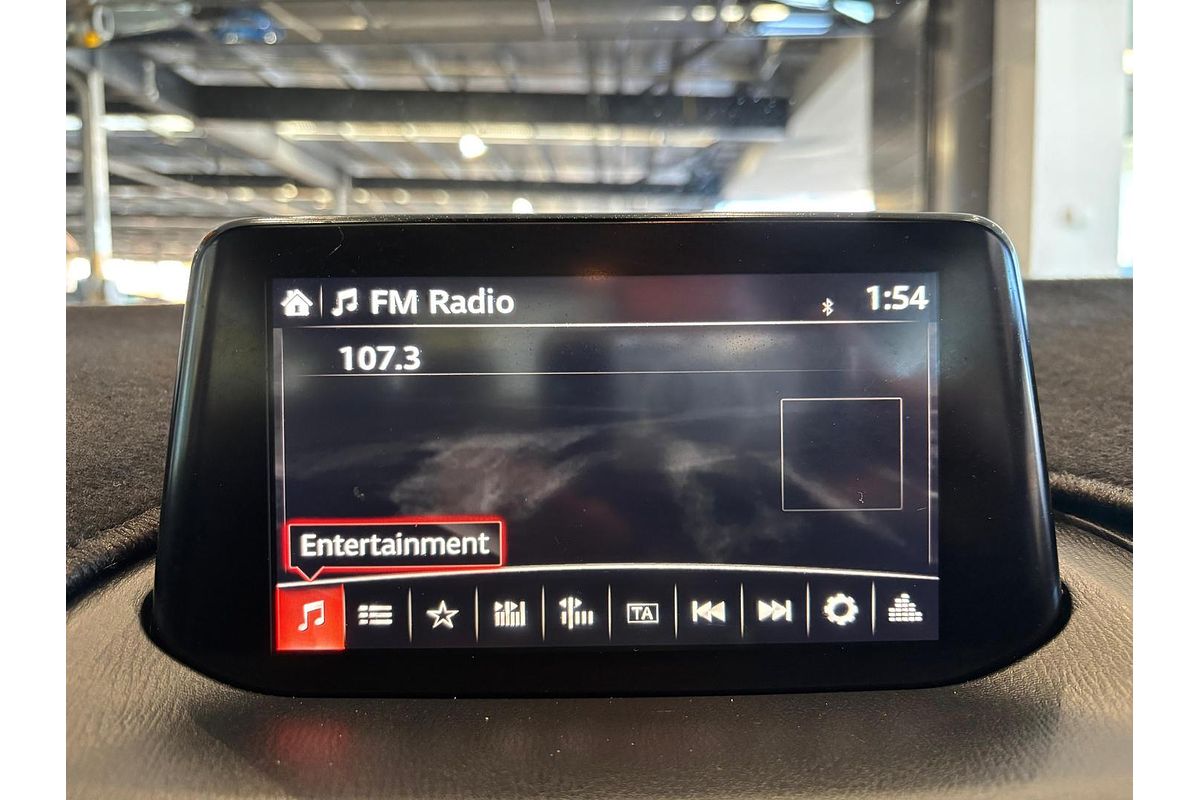 FM Radio
1:54
107.3
Entertainment
TA